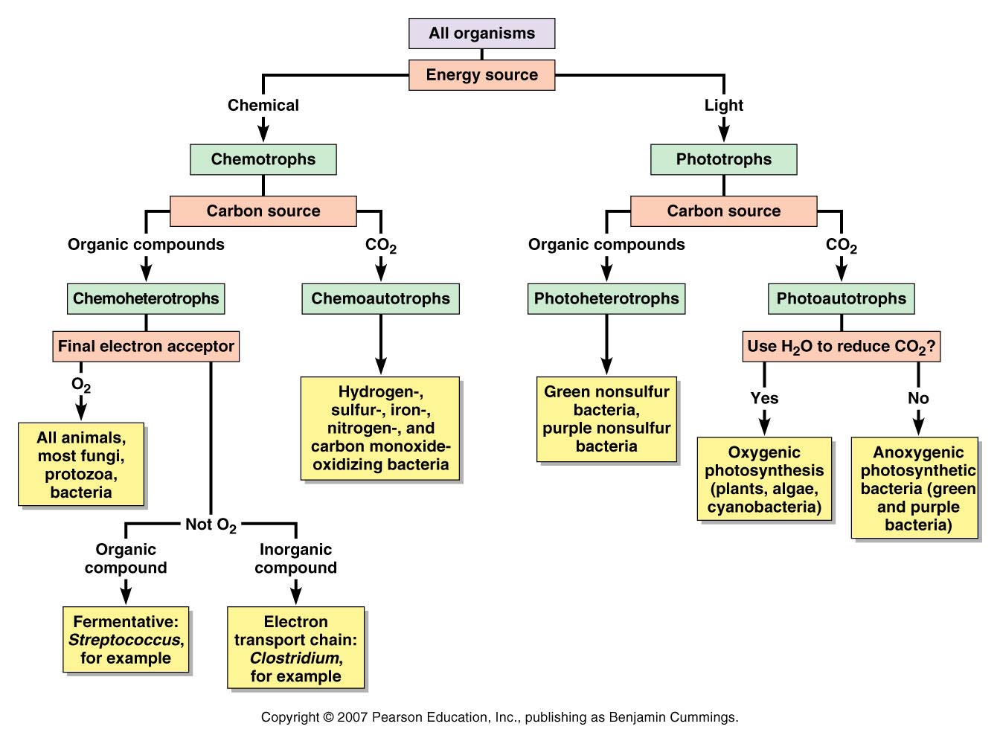 All organisms
Energy source
Chemical
Light
Chemotrophs
Phototrophs
Carbon source
Carbon source
Organic compounds
CO₂
Organic compounds
CO₂
Chemoheterotrophs
Chemoautotrophs
Photoheterotrophs
Photoautotrophs
Final electron acceptor
Use H₂O to reduce CO₂?
O₂
Yes
No
All animals,
most fungi,
protozoa,
bacteria
Hydrogen-,
sulfur-, iron-,
nitrogen-, and
carbon monoxide-
oxidizing bacteria
Green nonsulfur
bacteria,
purple nonsulfur
bacteria
Oxygenic
photosynthesis
(plants, algae,
cyanobacteria)
Anoxygenic
photosynthetic
bacteria (green
and purple
bacteria)
Not O₂
Organic
compound
Inorganic
compound
Fermentative:
Streptococcus,
for example
Electron
transport chain:
Clostridium,
for example
Copyright © 2007 Pearson Education, Inc., publishing as Benjamin Cummings.